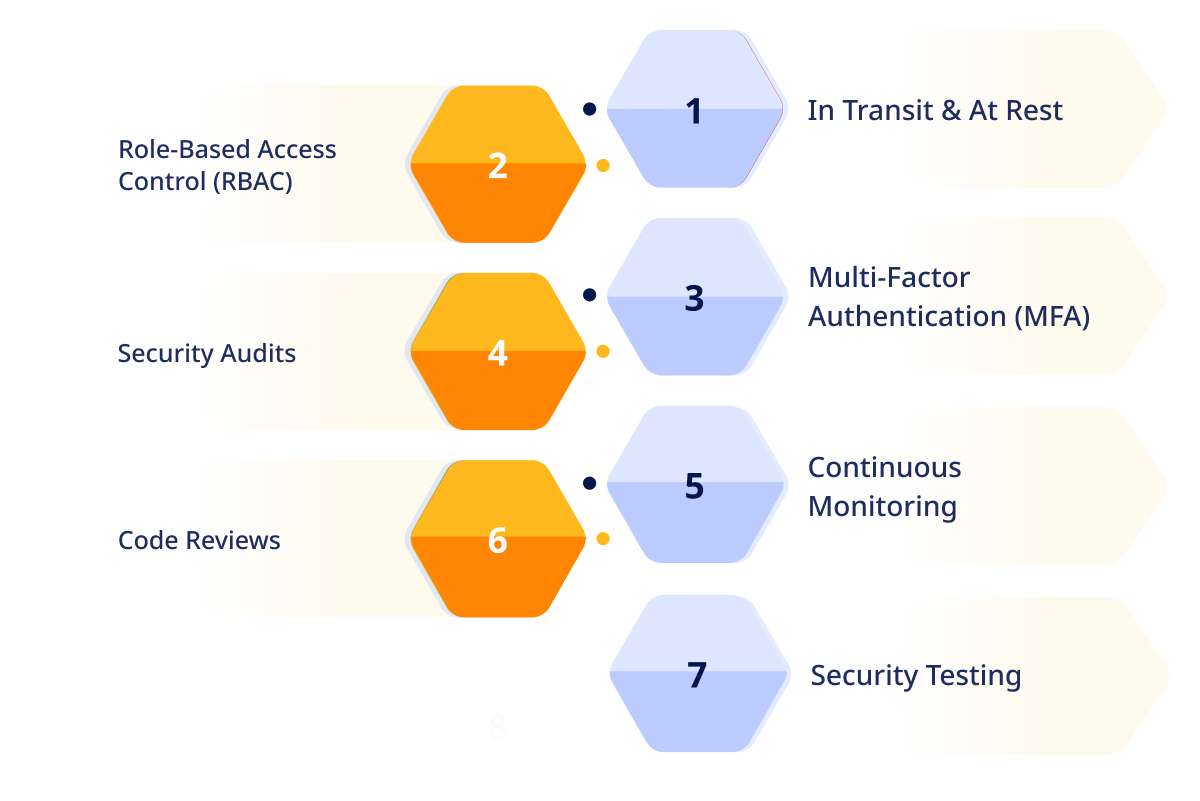 1
In Transit & At Rest
2
Role-Based Access
Control (RBAC)
3
Multi-Factor
Authentication (MFA)
4
Security Audits
5
Continuous
Monitoring
6
Code Reviews
7
Security Testing
8